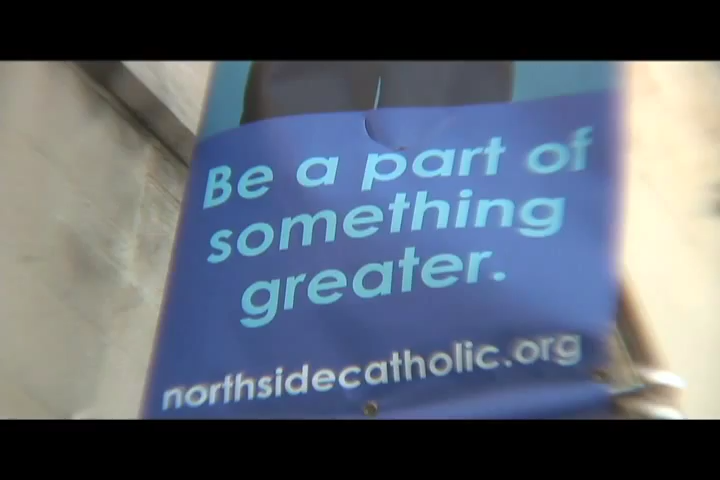 Be a part of
something
greater.
northsidecatholic.org